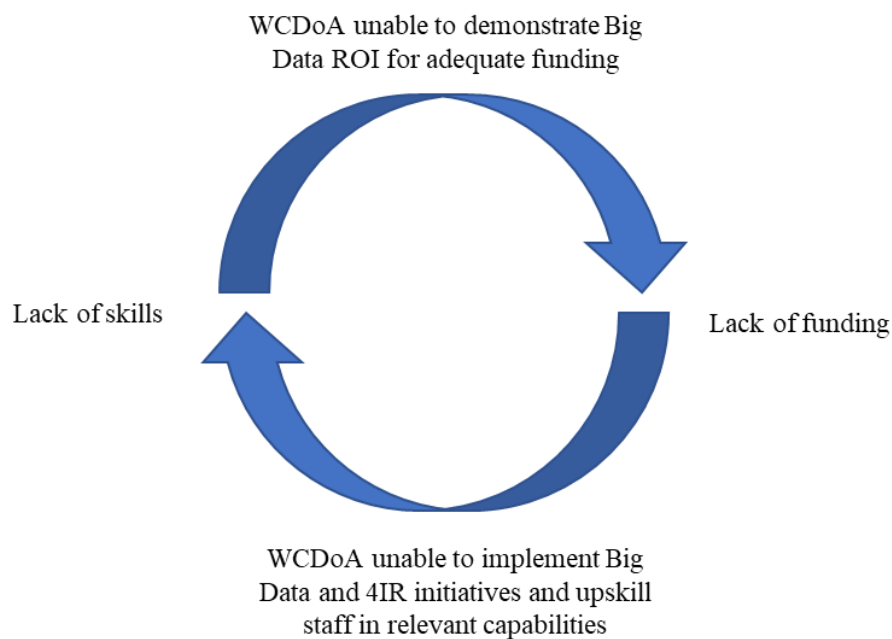 WCDoA unable to demonstrate Big
Data ROI for adequate funding
Lack of skills
Lack of funding
WCDoA unable to implement Big
Data and 4IR initiatives and upskill
staff in relevant capabilities